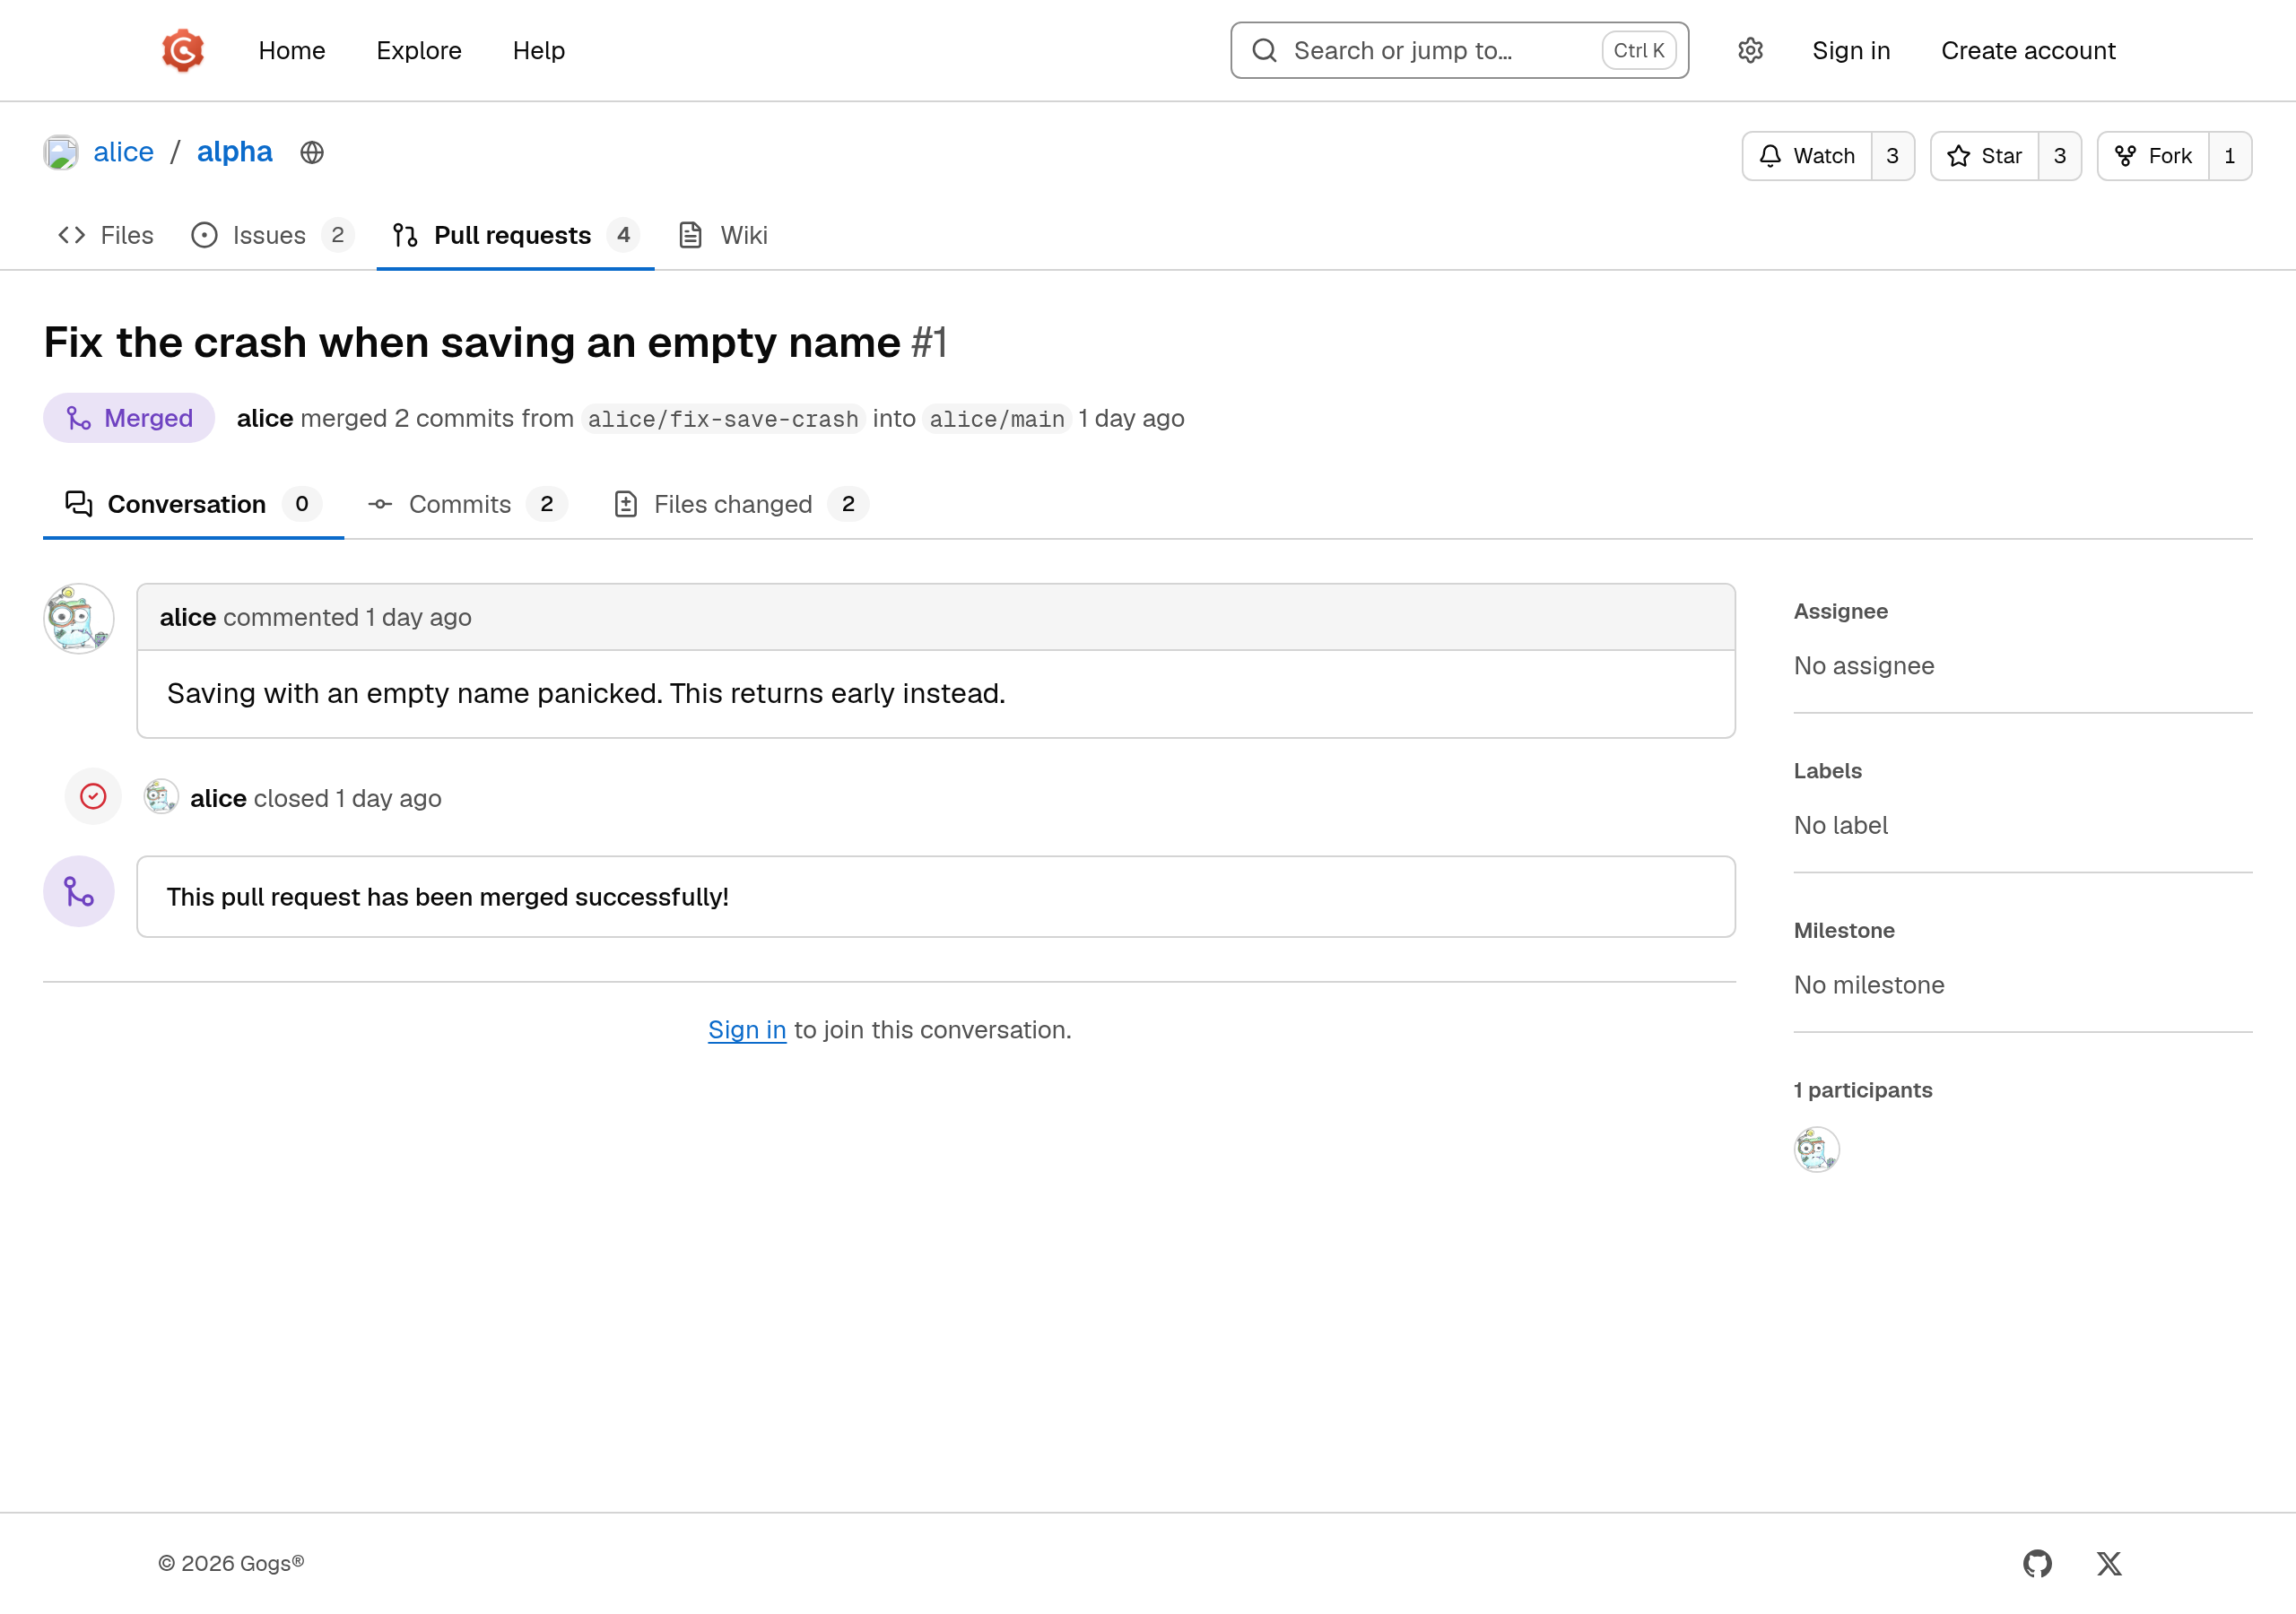 Home Explore Help Search or jump to... Ctrl K Sign in Create account
alice / alpha Watch 3 Star 3 Fork 1
Files Issues 2 Pull requests 4 Wiki
Fix the crash when saving an empty name #1
Merged alice merged 2 commits from alice/fix-save-crash into alice/main 1 day ago
Conversation 0 Commits 2 Files changed 2
alice commented 1 day ago
Saving with an empty name panicked. This returns early instead.
alice closed 1 day ago
This pull request has been merged successfully!
Sign in to join this conversation.
Assignee
No assignee
Labels
No label
Milestone
No milestone
1 participants
© 2026 Gogs®